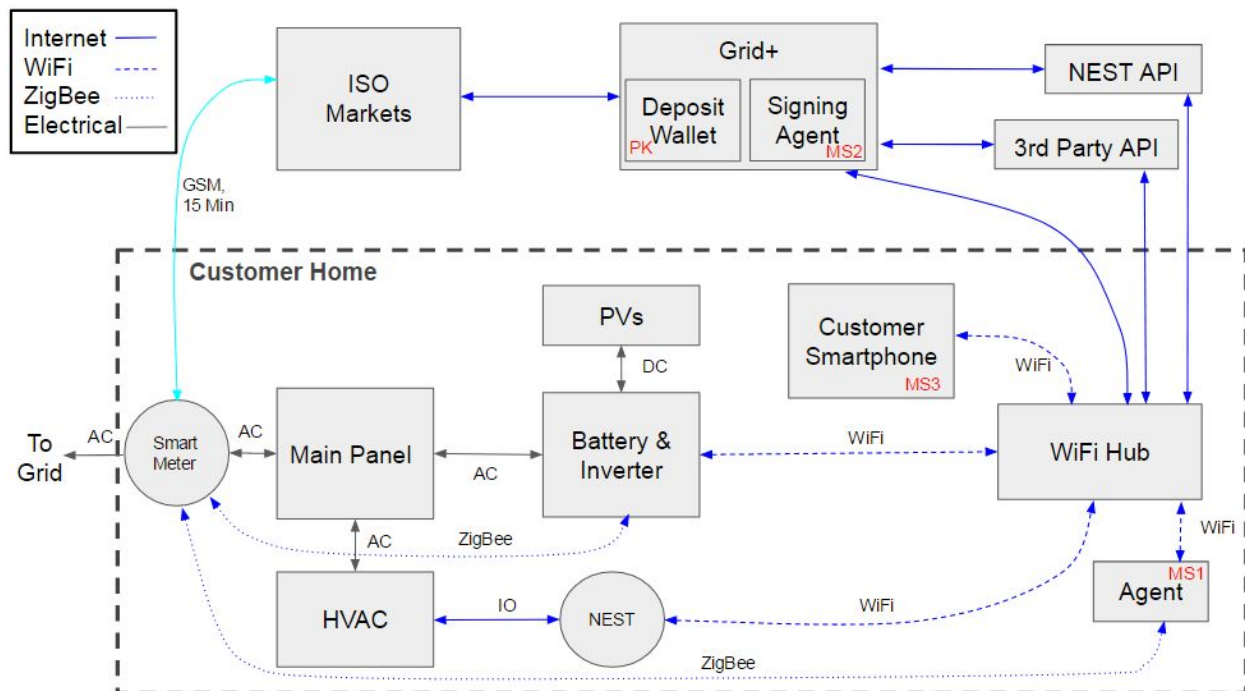 Internet
WiFi
ZigBee
Electrical
ISO
Markets
Grid+
Deposit
Wallet
PK
Signing
Agent
MS2
NEST API
3rd Party API
GSM,
15 Min
Customer Home
PVs
DC
Customer
Smartphone
MS3
WiFi
To
Grid
AC
Smart
Meter
AC
Main Panel
AC
Battery &
Inverter
WiFi
WiFi Hub
AC
ZigBee
WiFi
HVAC
IO
NEST
WiFi
MS1
Agent
ZigBee